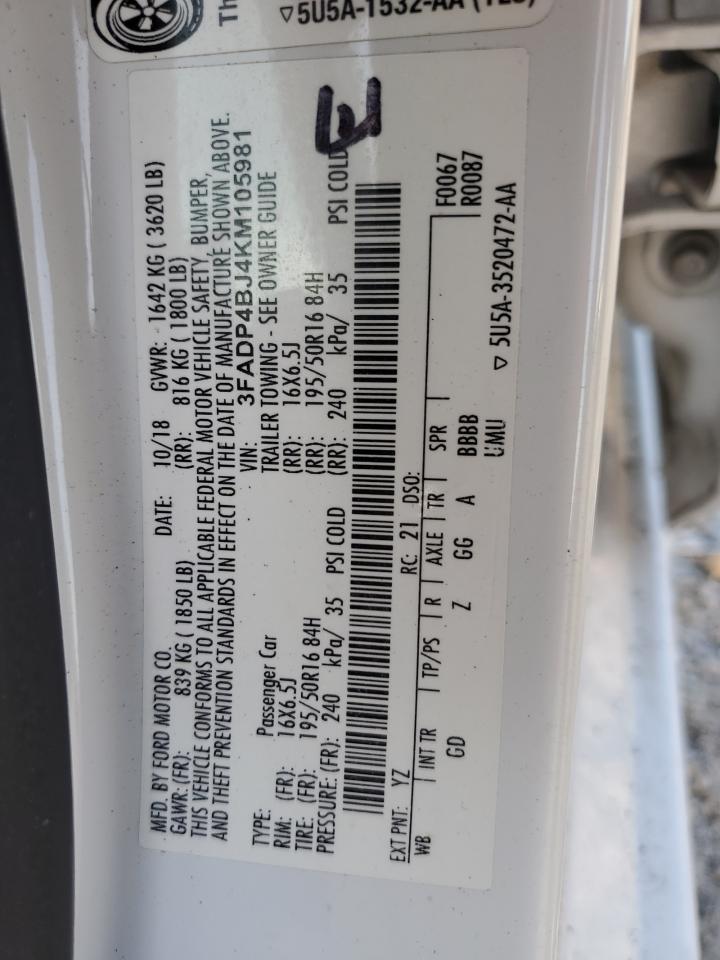 Th
▽5U5A-1532-AA
MFD. BY FORD MOTOR CO. DATE: 10/18 GVWR: 1642 KG ( 3620 LB)
GAWR: (FR): 839 KG ( 1850 LB) (RR): 816 KG ( 1800 LB)
THIS VEHICLE CONFORMS TO ALL APPLICABLE FEDERAL MOTOR VEHICLE SAFETY, BUMPER,
AND THEFT PREVENTION STANDARDS IN EFFECT ON THE DATE OF MANUFACTURE SHOWN ABOVE.
VIN: 3FADP4BJ4KM105981
TYPE: Passenger Car TRAILER TOWING - SEE OWNER GUIDE
RIM: (FR): 16X6.5J (RR): 16X6.5J
TIRE: (FR): 195/50R16 84H (RR): 195/50R16 84H
PRESSURE: (FR): 240 kPa/ 35 PSI COLD (RR): 240 kPa/ 35 PSI COLD
E
EXT PNT: YZ RC: 21 DSO: F0067
WB INT TR TP/PS R AXLE TR SPR R0087
GD Z GG A BBBB
UMU ▽ 5U5A-3520472-AA